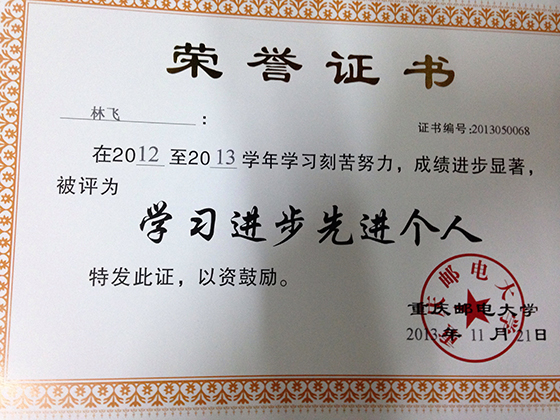 荣誉证书
林飞:
证书编号:2013050068
在2012至2013学年学习刻苦努力,成绩进步显著,
被评为
学习进步先进个人
特发此证,以资鼓励。
重庆邮电大学
2013年11月21日
重庆邮电大学